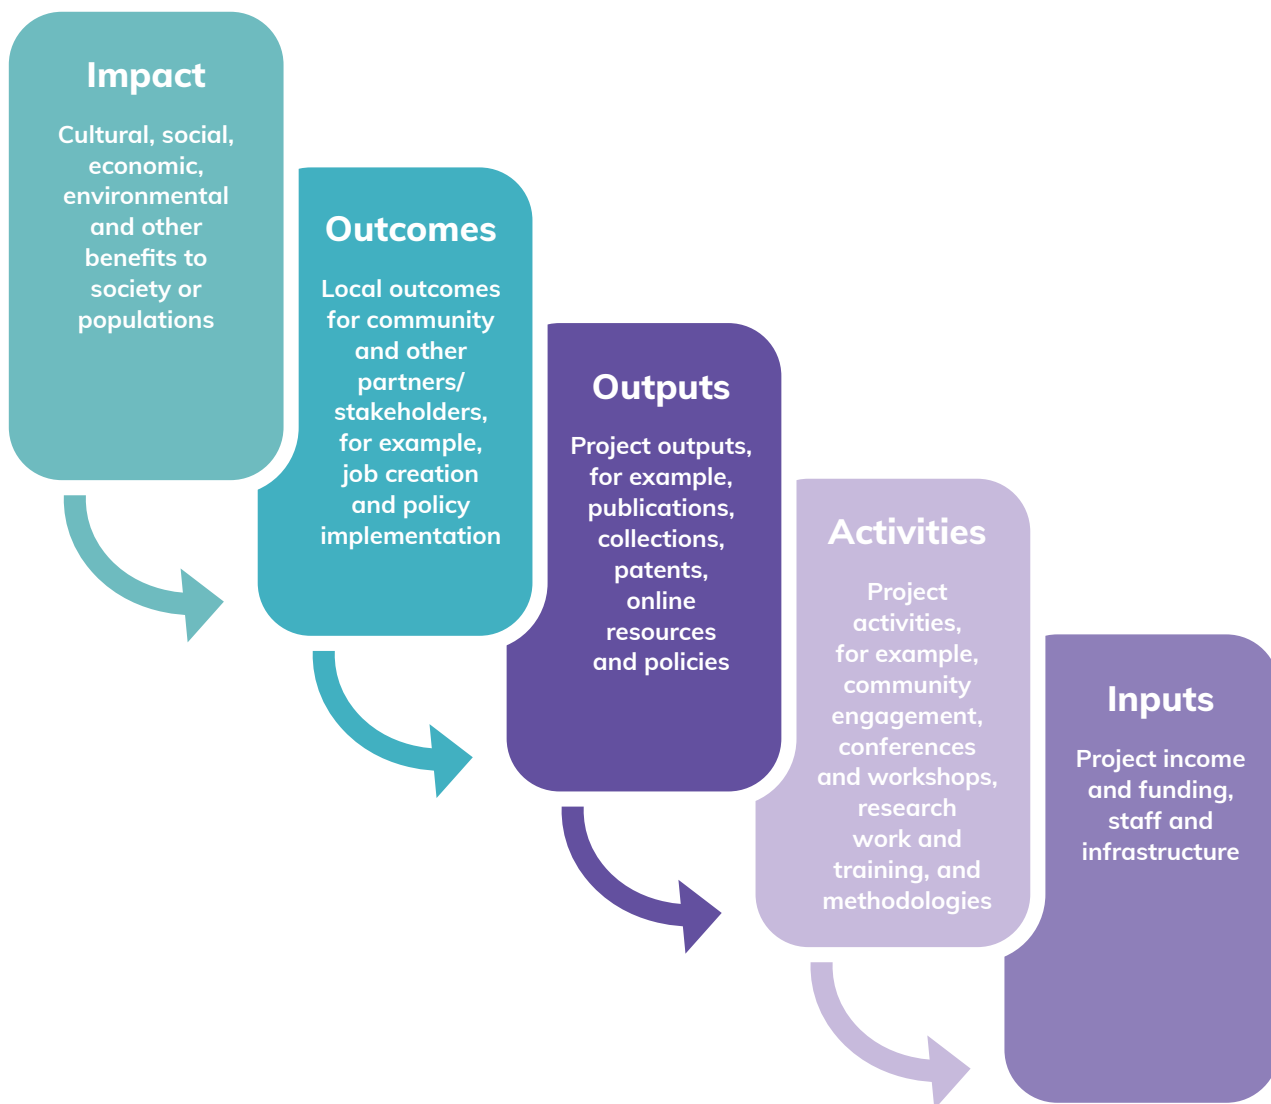 Impact
Cultural, social,
economic,
environmental
and other
benefits to
society or
populations
Outcomes
Local outcomes
for community
and other
partners/
stakeholders,
for example,
job creation
and policy
implementation
Outputs
Project outputs,
for example,
publications,
collections,
patents,
online
resources
and policies
Activities
Project
activities,
for example,
community
engagement,
conferences
and workshops,
research
work and
training, and
methodologies
Inputs
Project income
and funding,
staff and
infrastructure